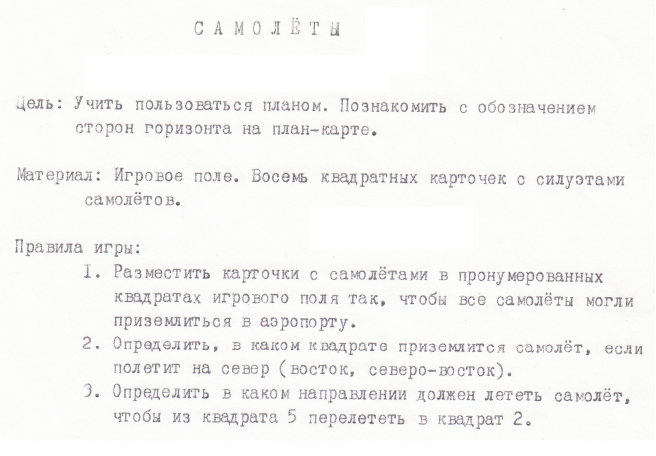 САМОЛЁТЫ
Цель: Учить пользоваться планом. Познакомить с обозначением
сторон горизонта на план-карте.
Материал: Игровое поле. Восемь квадратных карточек с силуэтами
самолётов.
Правила игры:
1. Разместить карточки с самолётами в пронумерованных
квадратах игрового поля так, чтобы все самолёты могли
приземлиться в аэропорту.
2. Определить, в каком квадрате приземлится самолёт, если
полетит на север (восток, северо-восток).
3. Определить в каком направлении должен лететь самолёт,
чтобы из квадрата 5 перелететь в квадрат 2.